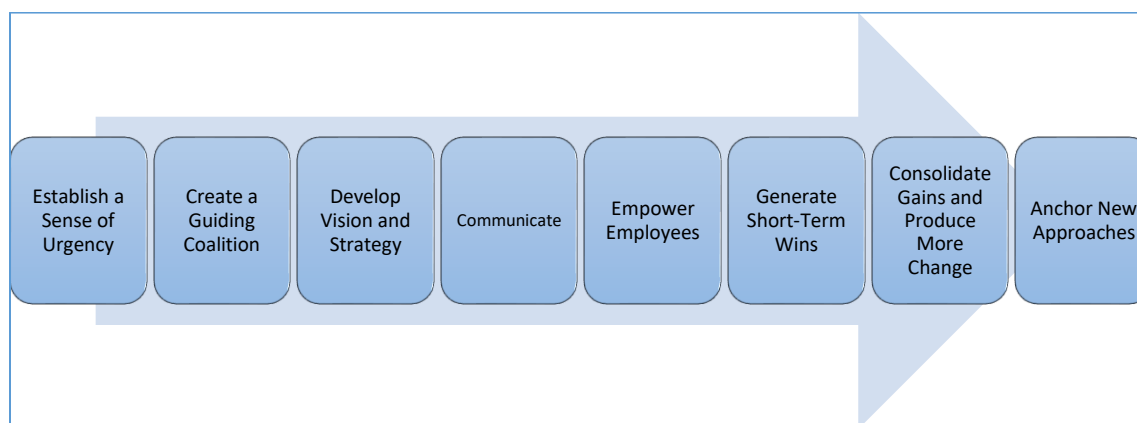 Establish a
Sense of
Urgency
Create a
Guiding
Coalition
Develop
Vision and
Strategy
Communicate
Empower
Employees
Generate
Short-Term
Wins
Consolidate
Gains and
Produce
More
Change
Anchor New
Approaches